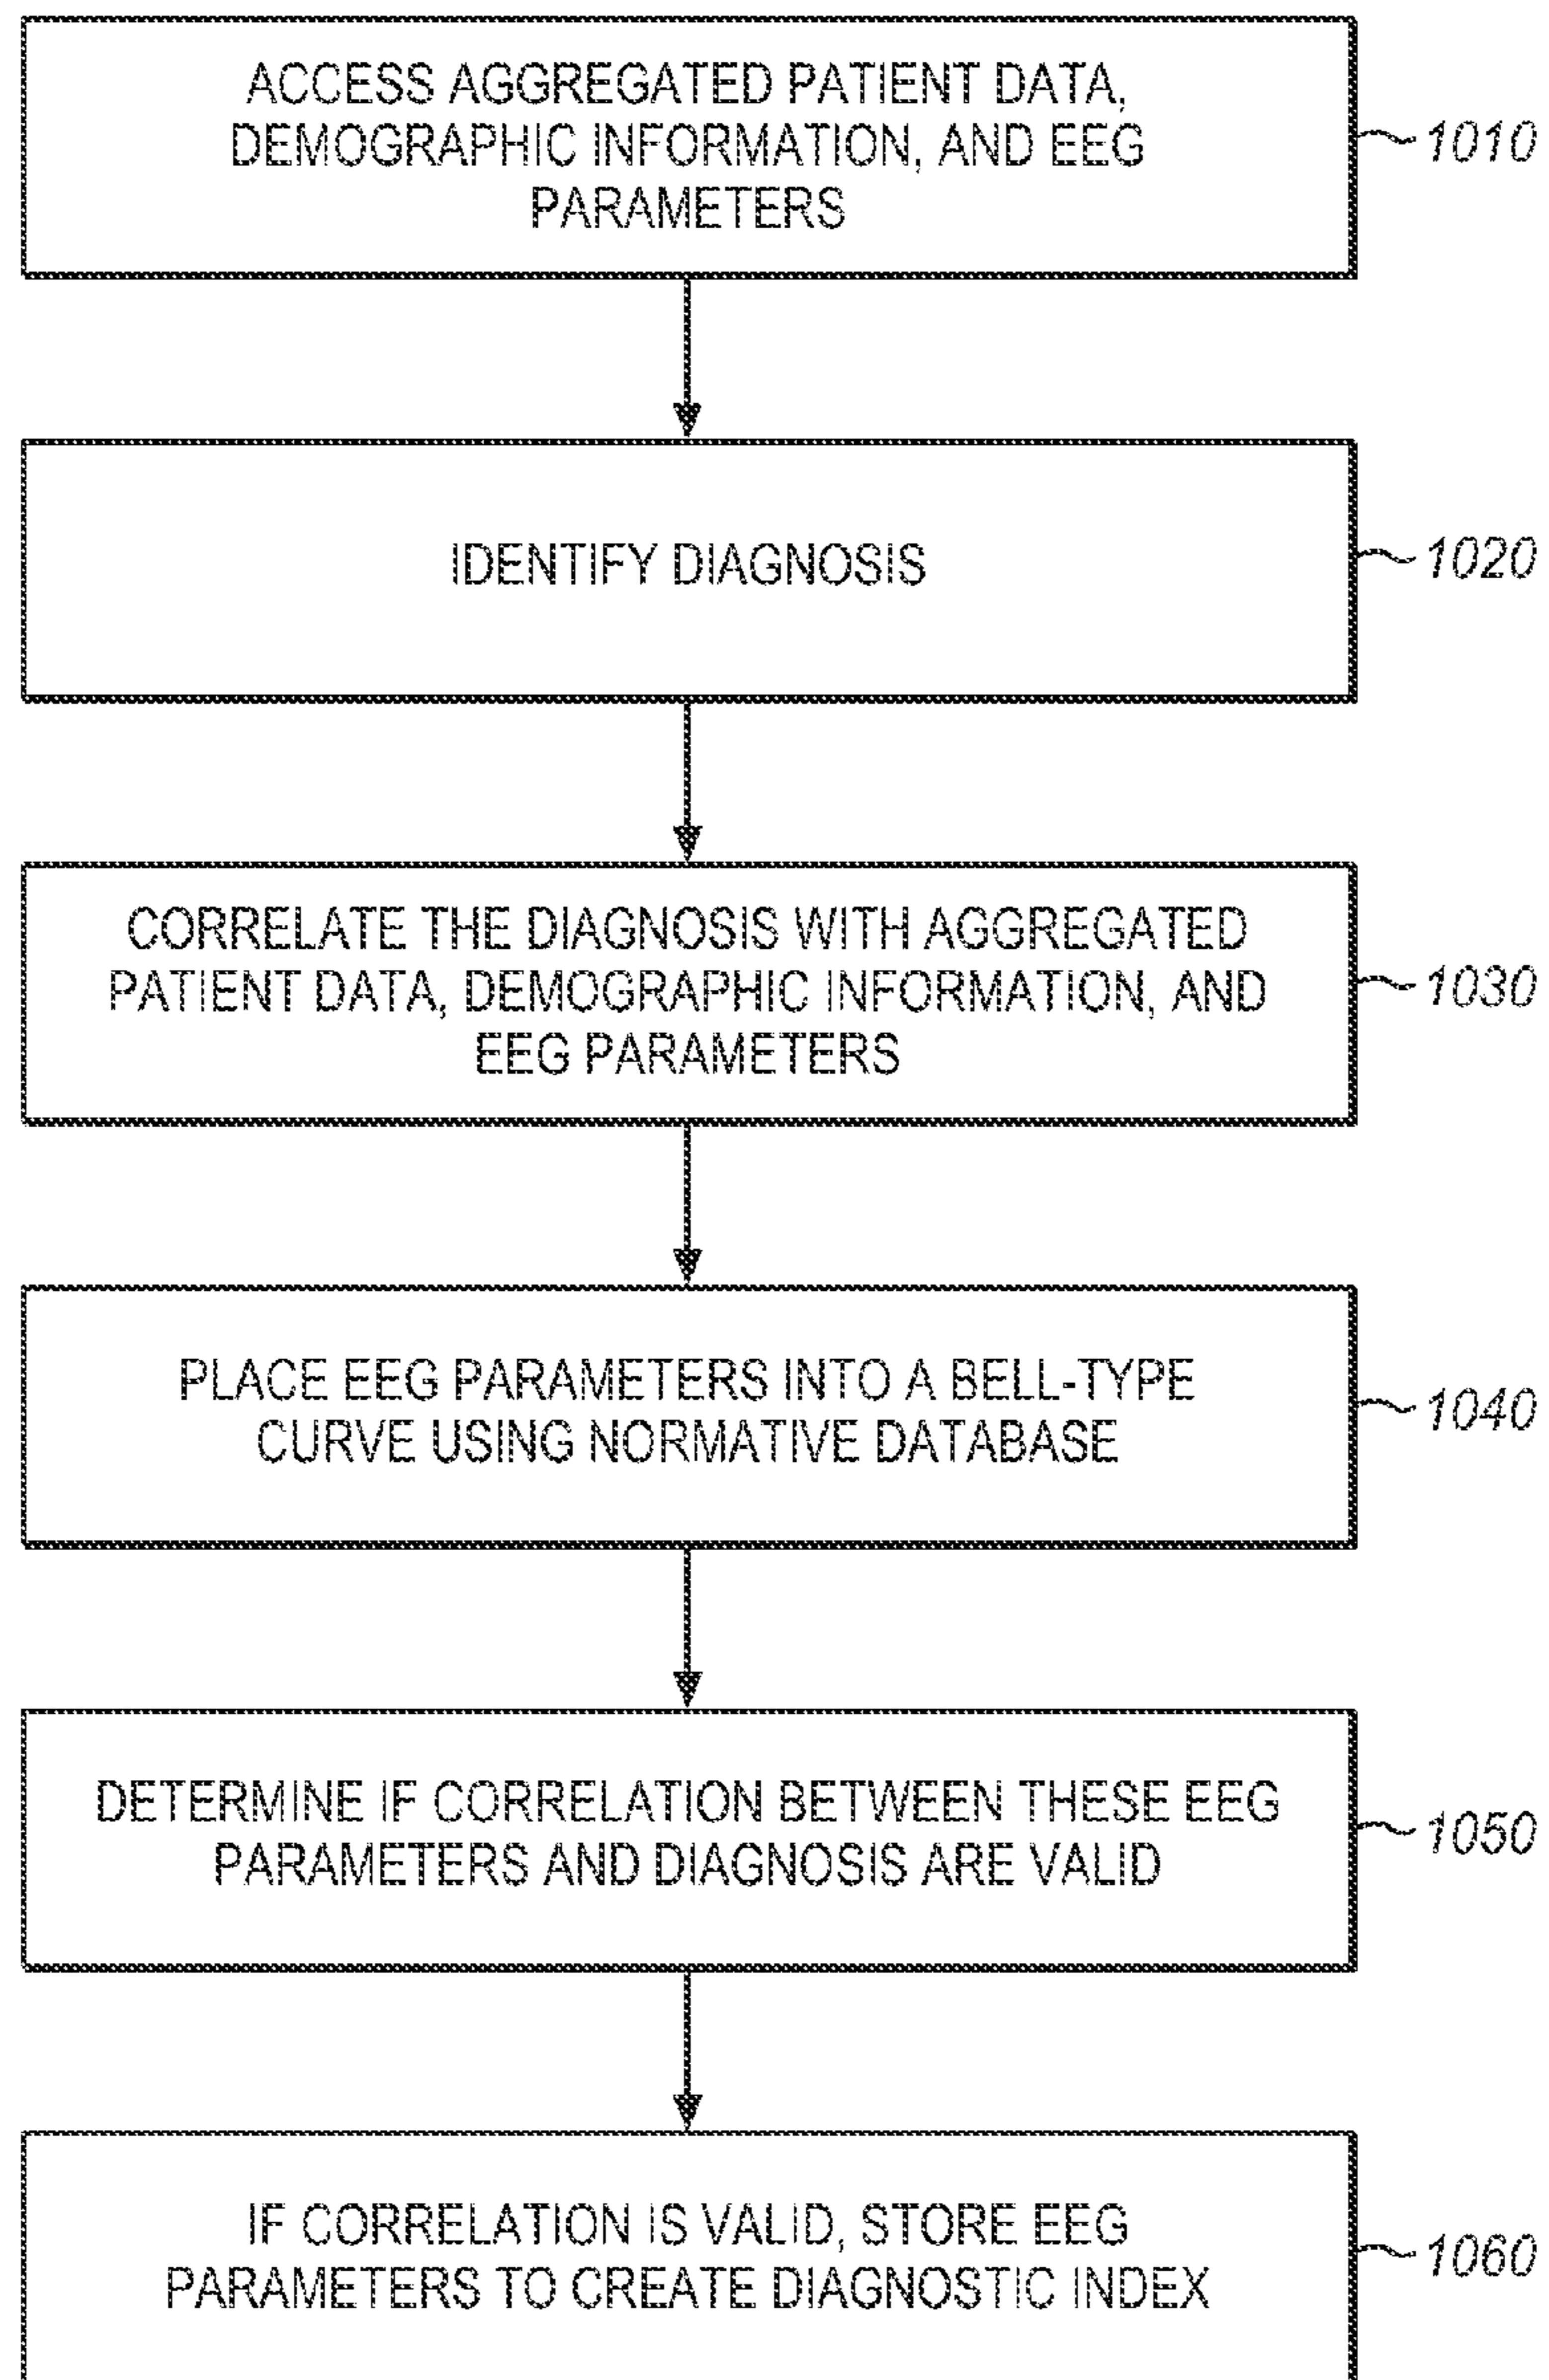 ACCESS AGGREGATED PATIENT DATA,
DEMOGRAPHIC INFORMATION, AND EEG
PARAMETERS
1010
IDENTIFY DIAGNOSIS
1020
CORRELATE THE DIAGNOSIS WITH AGGREGATED
PATIENT DATA, DEMOGRAPHIC INFORMATION, AND
EEG PARAMETERS
1030
PLACE EEG PARAMETERS INTO A BELL-TYPE
CURVE USING NORMATIVE DATABASE
1040
DETERMINE IF CORRELATION BETWEEN THESE EEG
PARAMETERS AND DIAGNOSIS ARE VALID
1050
IF CORRELATION IS VALID, STORE EEG
PARAMETERS TO CREATE DIAGNOSTIC INDEX
1060